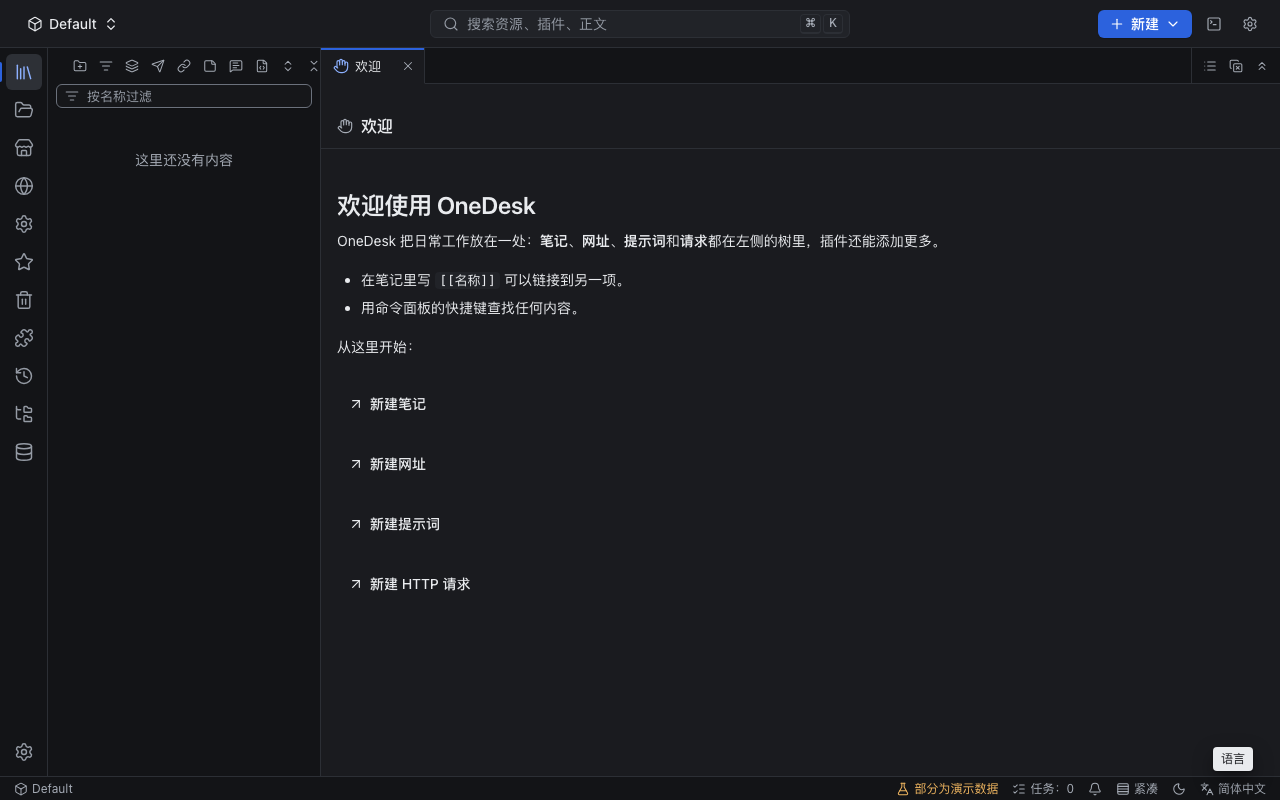 Default
搜索资源、插件、正文
⌘ K
新建
欢迎
按名称过滤
这里还没有内容
欢迎
欢迎使用 OneDesk
OneDesk 把日常工作放在一处：笔记、网址、提示词和请求都在左侧的树里，插件还能添加更多。
在笔记里写 [[名称]] 可以链接到另一项。
用命令面板的快捷键查找任何内容。
从这里开始：
新建笔记
新建网址
新建提示词
新建 HTTP 请求
语言
Default
部分为演示数据
任务：0
紧凑
简体中文